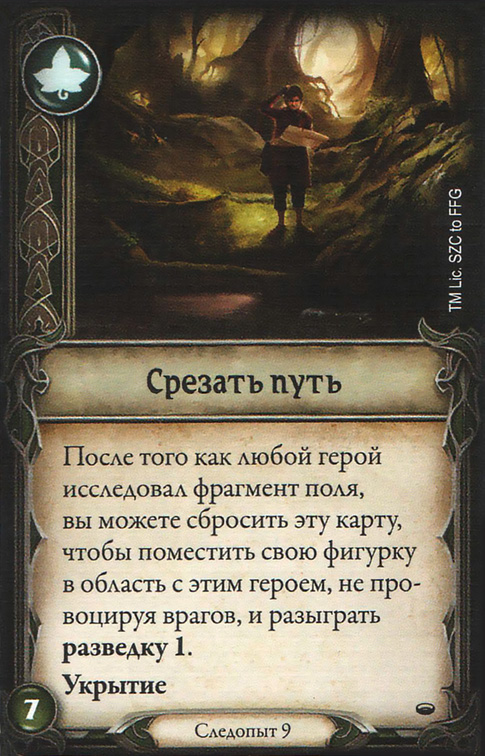 TM Lic. SZC to FFG
Срезать путь
После того как любой герой
исследовал фрагмент поля,
вы можете сбросить эту карту,
чтобы поместить свою фигурку
в область с этим героем, не про-
воцируя врагов, и разыграть
разведку 1.
Укрытие
7
Следопыт 9